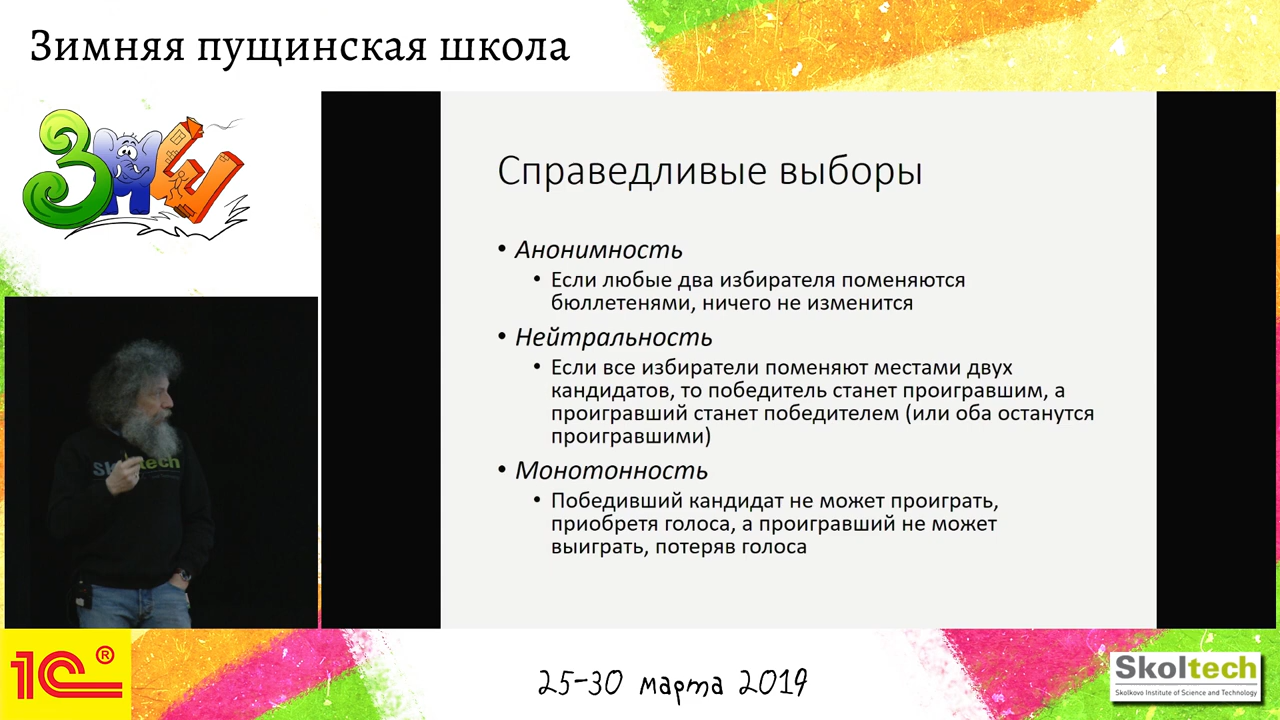 Зимняя пущинская школа
ЗПШ
Справедливые выборы
• Анонимность
• Если любые два избирателя поменяются
бюллетенями, ничего не изменится
• Нейтральность
• Если все избиратели поменяют местами двух
кандидатов, то победитель станет проигравшим, а
проигравший станет победителем (или оба останутся
проигравшими)
• Монотонность
• Победивший кандидат не может проиграть,
приобретя голоса, а проигравший не может
выиграть, потеряв голоса
Skoltech
1С®
25-30 марта 2019
Skoltech
Skolkovo Institute of Science and Technology